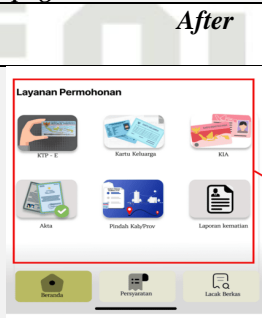 After
Layanan Permohonan
KTP - E
Kartu Keluarga
KIA
Akta
Pindah Kab/Prov
Laporan kematian
Beranda
Persyaratan
Lacak Berkas